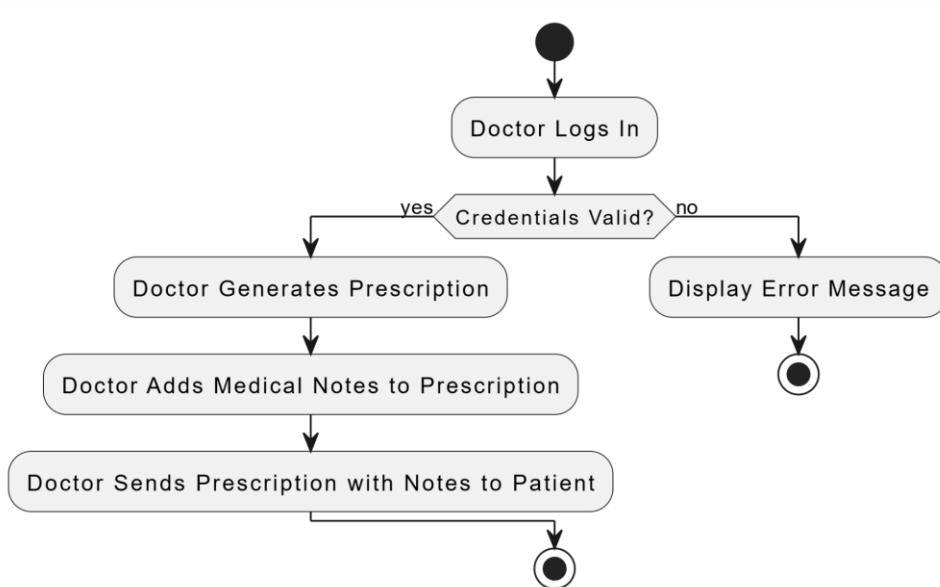 Doctor Logs In
yes
Credentials Valid?
no
Doctor Generates Prescription
Display Error Message
Doctor Adds Medical Notes to Prescription
Doctor Sends Prescription with Notes to Patient